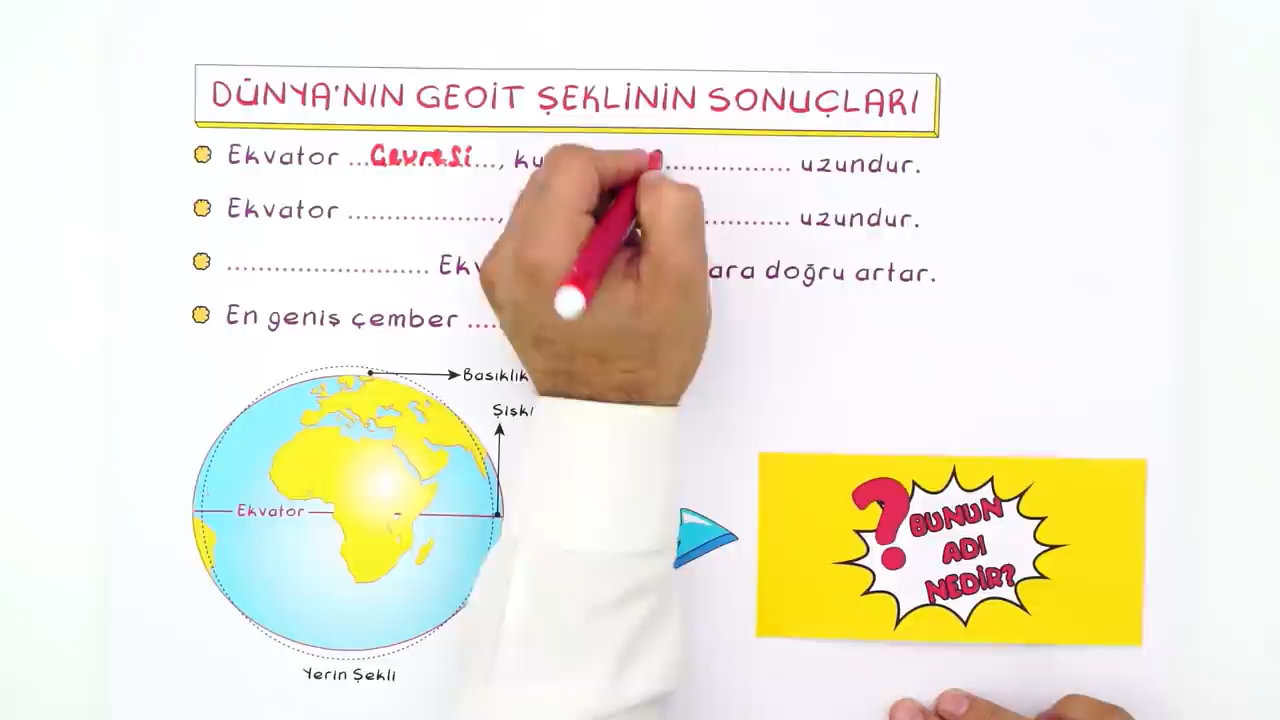 DÜNYA'NIN GEOİT ŞEKLİNİN SONUÇLARI
Ekvator ...Çevresi..., ku ................ uzundur.
Ekvator ................, ............ uzundur.
........................ Ek ara doğru artar.
En geniş çember ....
Basıklık
Şişki
Ekvator
Yerin Şekli
?
BUNUN
ADI
NEDİR?